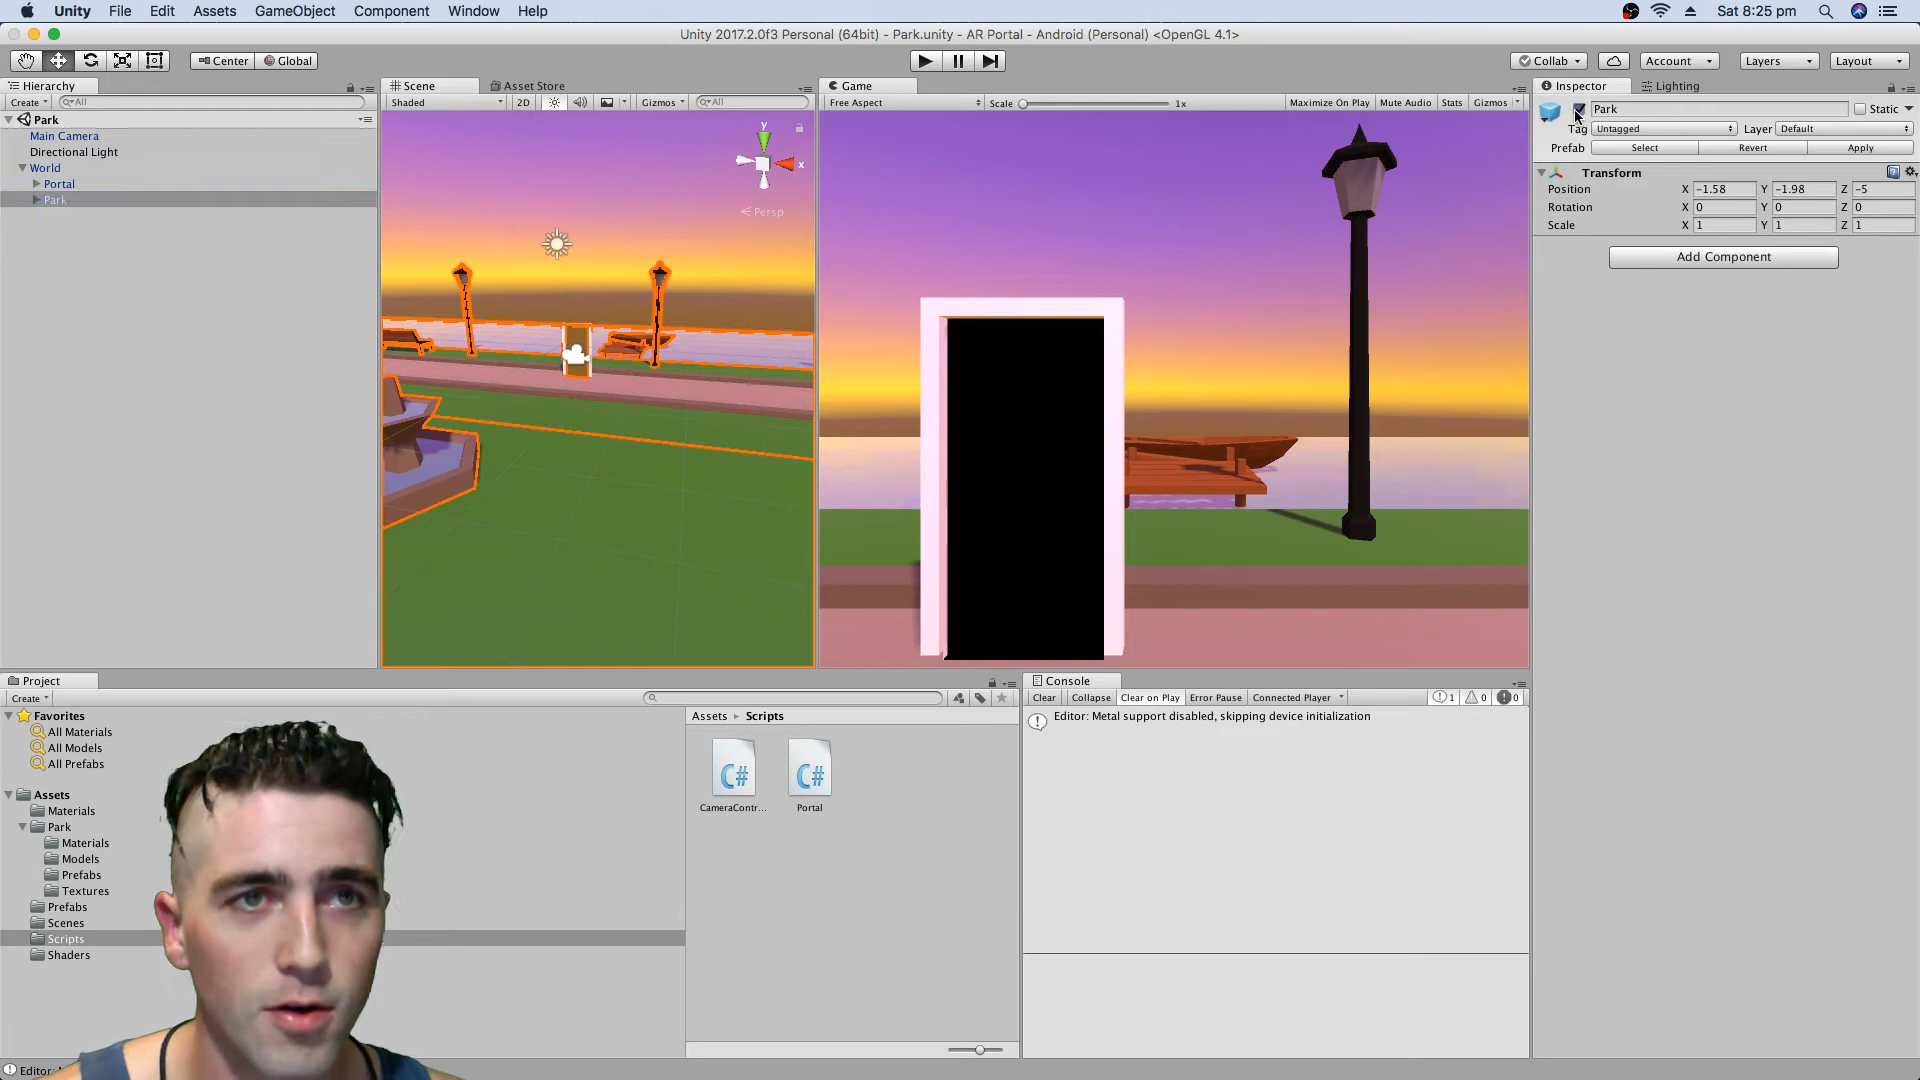 Unity File Edit Assets GameObject Component Window Help Sat 8:25 pm
Unity 2017.2.0f3 Personal (64bit) - Park.unity - AR Portal - Android (Personal) <OpenGL 4.1>
Center Global Collab Account Layers Layout
Hierarchy
Create All
Park
Main Camera
Directional Light
World
Portal
Park
Scene Asset Store
Shaded 2D Gizmos All
y
x
Persp
Game
Free Aspect Scale 1x Maximize On Play Mute Audio Stats Gizmos
Inspector Lighting
Park Static
Tag Untagged Layer Default
Prefab Select Revert Apply
Transform
Position X -1.58 Y -1.98 Z -5
Rotation X 0 Y 0 Z 0
Scale X 1 Y 1 Z 1
Add Component
Project
Create
Favorites
All Materials
All Models
All Prefabs
Assets
Materials
Park
Materials
Models
Prefabs
Textures
Prefabs
Scenes
Scripts
Shaders
Assets Scripts
C# C#
CameraContr... Portal
Console
Clear Collapse Clear on Play Error Pause Connected Player 1 0 0
Editor: Metal support disabled, skipping device initialization
Editor: